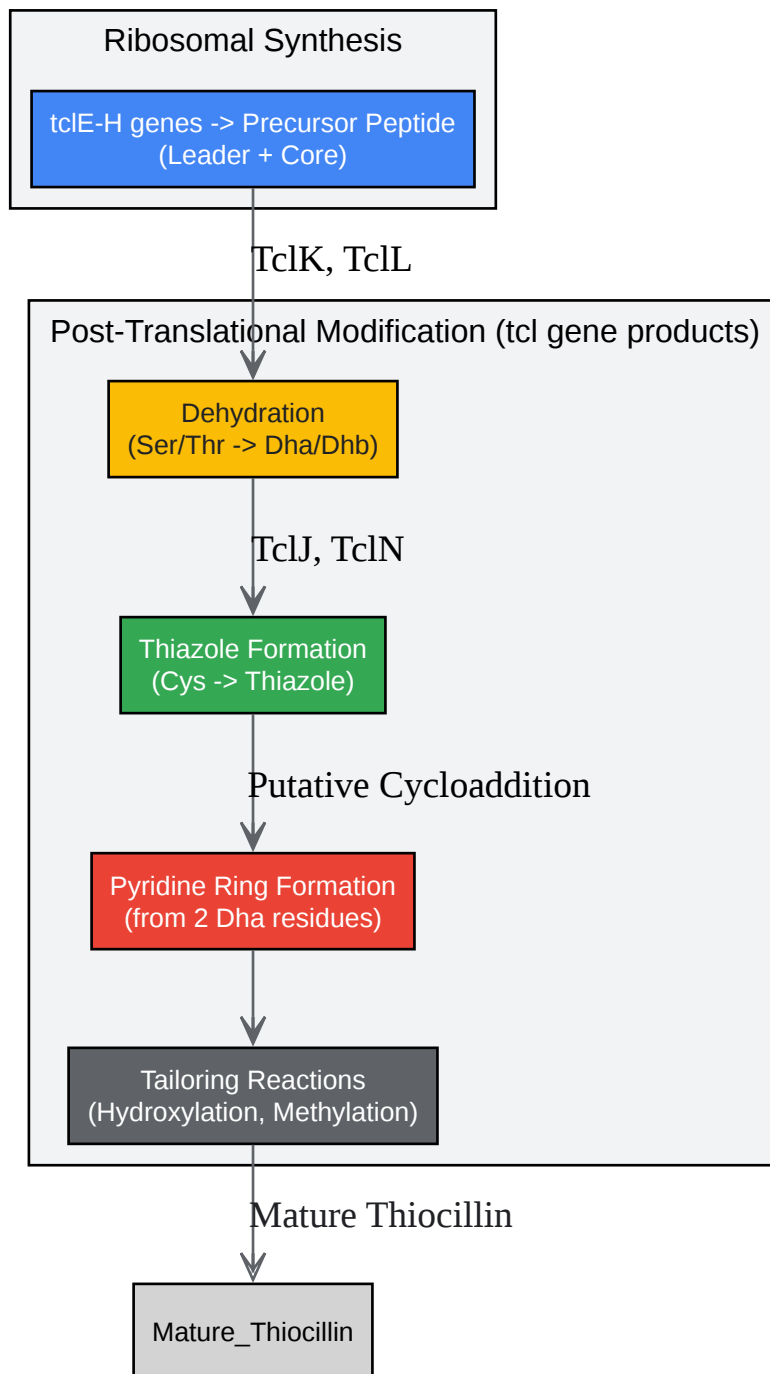 Ribosomal Synthesis
tclE-H genes -> Precursor Peptide
(Leader + Core)
TclK, TclL
Post-Translational Modification (tcl gene products)
Dehydration
(Ser/Thr -> Dha/Dhb)
TclJ, TclN
Thiazole Formation
(Cys -> Thiazole)
Putative Cycloaddition
Pyridine Ring Formation
(from 2 Dha residues)
Tailoring Reactions
(Hydroxylation, Methylation)
Mature Thiocillin
Mature_Thiocillin